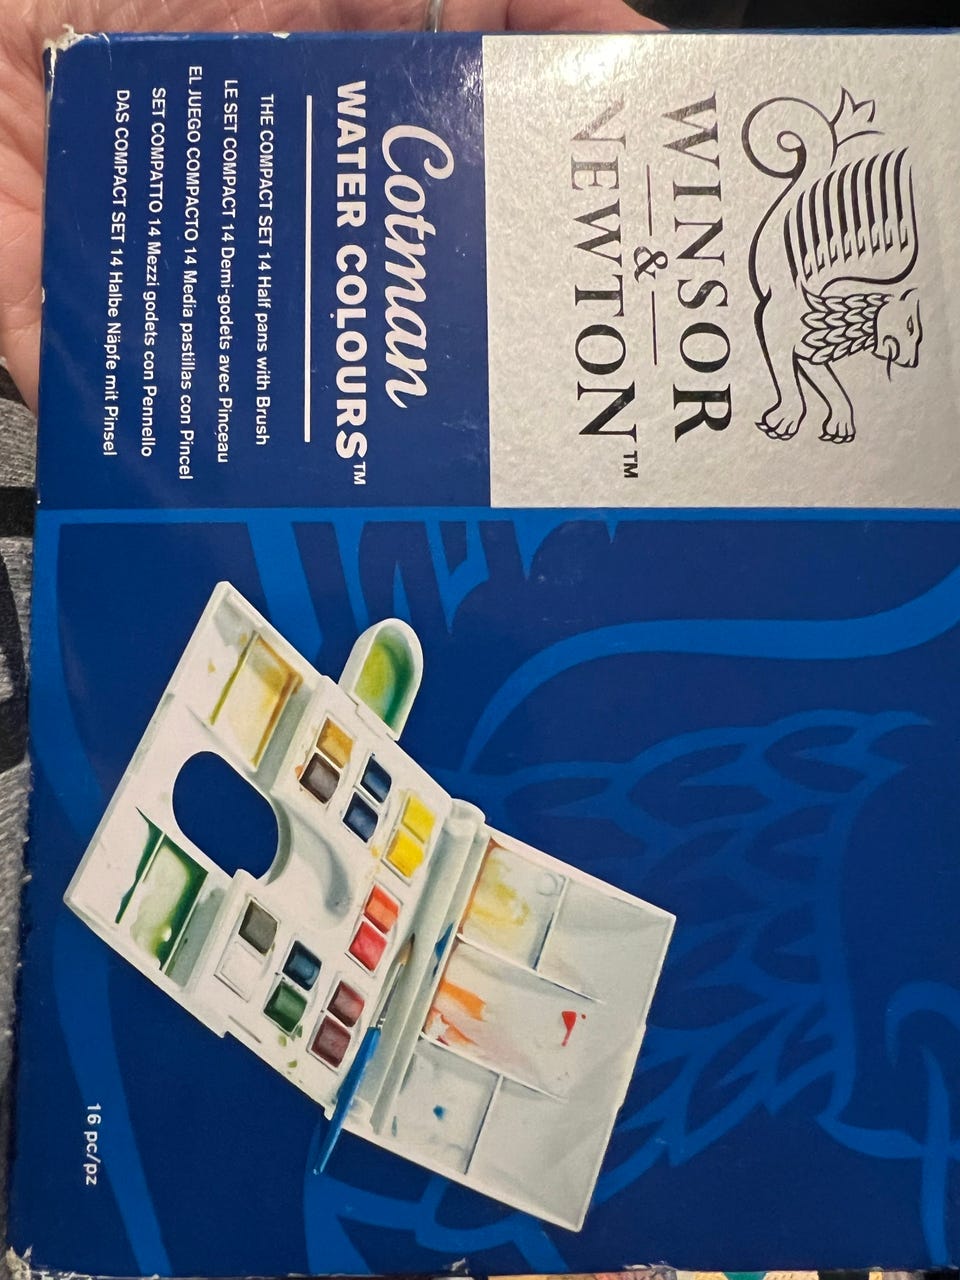 WINSOR
&
NEWTON™
Cotman
WATER COLOURS™
THE COMPACT SET 14 Half pans with Brush
LE SET COMPACT 14 Demi-godets avec Pinceau
EL JUEGO COMPACTO 14 Media pastillas con Pincel
SET COMPATTO 14 Mezzi godets con Pennello
DAS COMPACT SET 14 Halbe Näpfe mit Pinsel
16 pc/pz